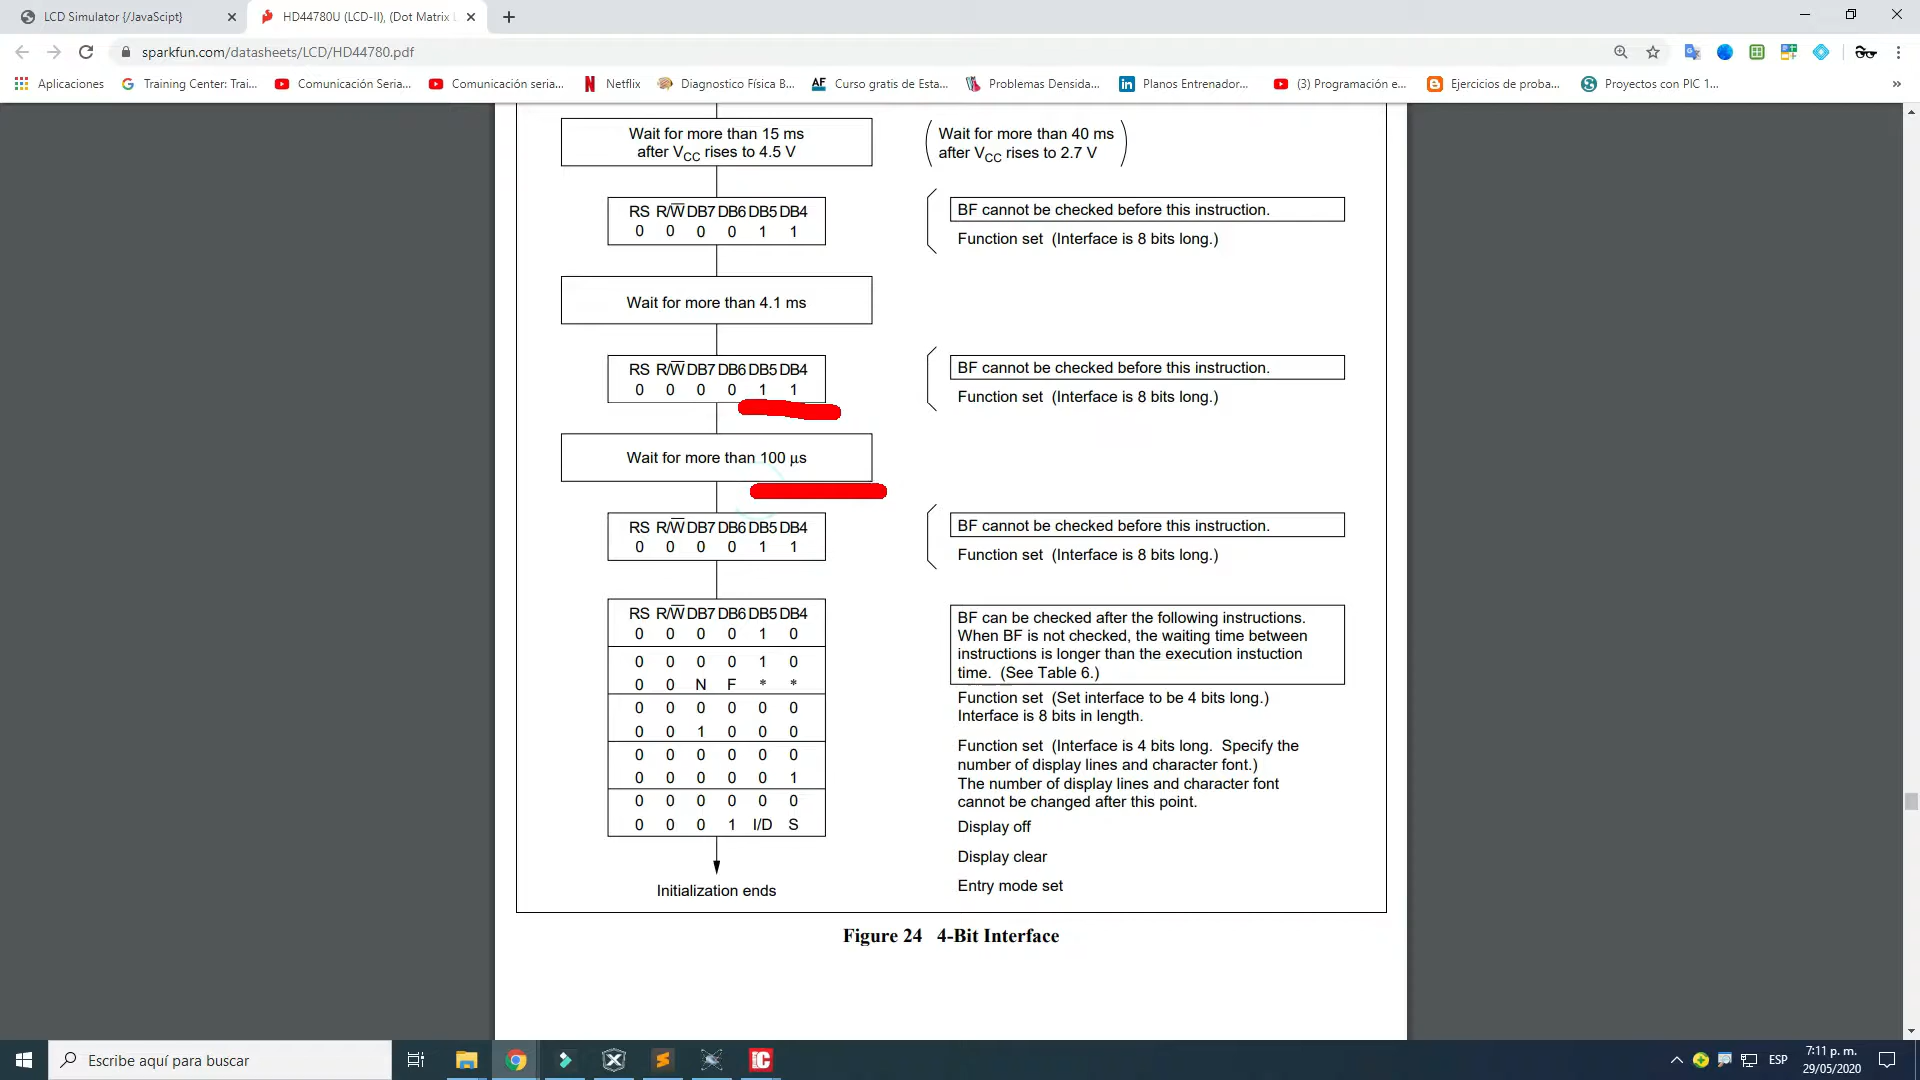 LCD Simulator {/JavaScipt}
HD44780U (LCD-II), (Dot Matrix L
sparkfun.com/datasheets/LCD/HD44780.pdf
Aplicaciones
Training Center: Trai...
Comunicación Seria...
Comunicación seria...
Netflix
Diagnostico Física B...
AF Curso gratis de Esta...
Problemas Densida...
Planos Entrenador...
(3) Programación e...
Ejercicios de proba...
Proyectos con PIC 1...
Wait for more than 15 ms
after VCC rises to 4.5 V
Wait for more than 40 ms
after VCC rises to 2.7 V
RS R/W DB7 DB6 DB5 DB4
0 0 0 0 1 1
BF cannot be checked before this instruction.
Function set (Interface is 8 bits long.)
Wait for more than 4.1 ms
RS R/W DB7 DB6 DB5 DB4
0 0 0 0 1 1
BF cannot be checked before this instruction.
Function set (Interface is 8 bits long.)
Wait for more than 100 µs
RS R/W DB7 DB6 DB5 DB4
0 0 0 0 1 1
BF cannot be checked before this instruction.
Function set (Interface is 8 bits long.)
RS R/W DB7 DB6 DB5 DB4
0 0 0 0 1 0
0 0 0 0 1 0
0 0 N F * *
0 0 0 0 0 0
0 0 1 0 0 0
0 0 0 0 0 0
0 0 0 0 0 1
0 0 0 0 0 0
0 0 0 1 I/D S
Initialization ends
BF can be checked after the following instructions.
When BF is not checked, the waiting time between
instructions is longer than the execution instuction
time. (See Table 6.)
Function set (Set interface to be 4 bits long.)
Interface is 8 bits in length.
Function set (Interface is 4 bits long. Specify the
number of display lines and character font.)
The number of display lines and character font
cannot be changed after this point.
Display off
Display clear
Entry mode set
Figure 24 4-Bit Interface
Escribe aquí para buscar
ESP
7:11 p. m.
29/05/2020